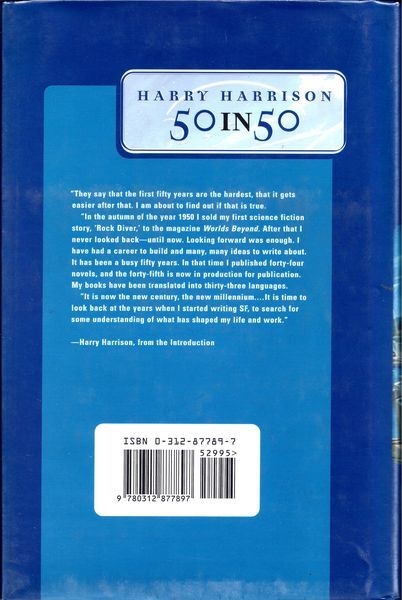 HARRY HARRISON
50 IN 50
"They say that the first fifty years are the hardest, that it gets
easier after that. I am about to find out if that is true.
"In the autumn of the year 1950 I sold my first science fiction
story, 'Rock Diver,' to the magazine Worlds Beyond. After that I
never looked back—until now. Looking forward was enough. I
have had a career to build and many, many ideas to write about.
It has been a busy fifty years. In that time I published forty-four
novels, and the forty-fifth is now in production for publication.
My books have been translated into thirty-three languages.
"It is now the new century, the new millennium....It is time to
look back at the years when I started writing SF, to search for
some understanding of what has shaped my life and work."
—Harry Harrison, from the Introduction
ISBN 0-312-87789-7
52995>
9 780312 877897